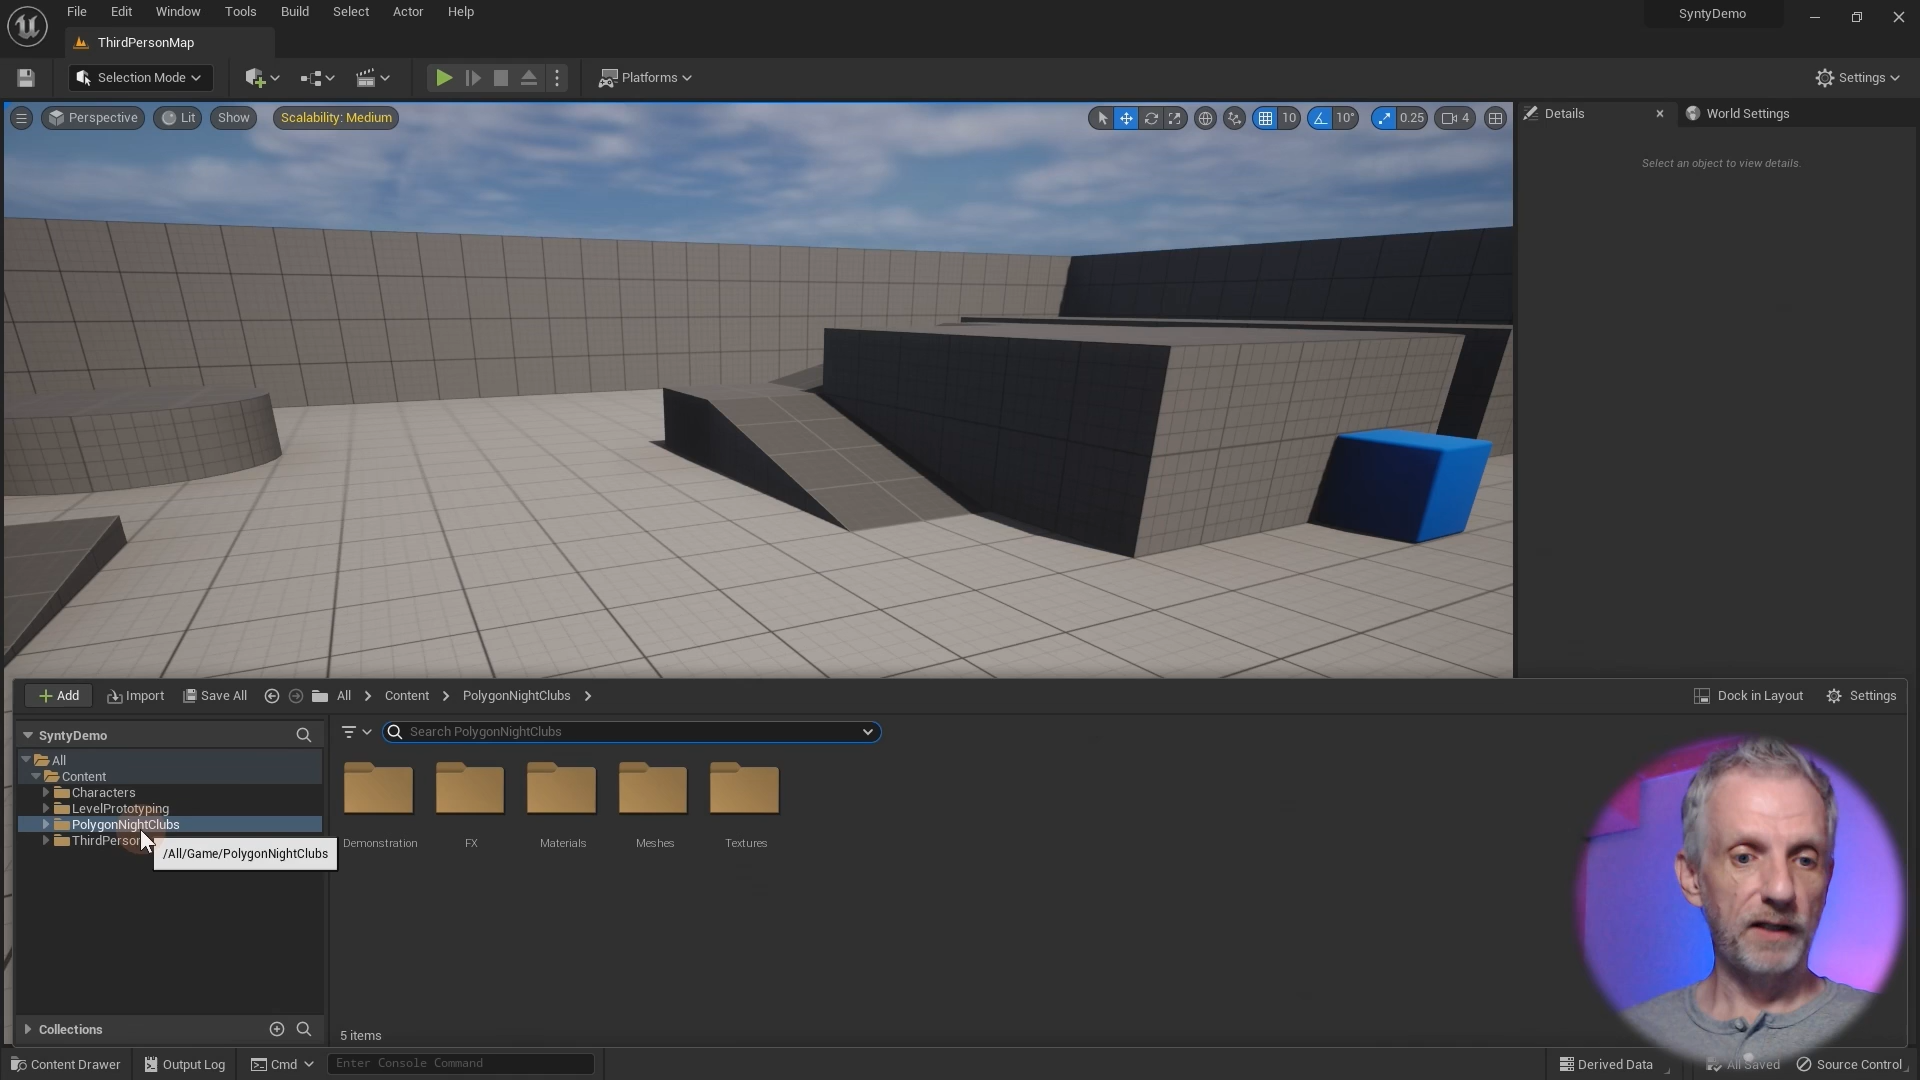 File Edit Window Tools Build Select Actor Help
SyntyDemo
ThirdPersonMap
Selection Mode
Platforms
Settings
Perspective Lit Show Scalability: Medium
10 10° 0.25 4
Details World Settings
Select an object to view details.
Add Import Save All All Content PolygonNightClubs
Dock in Layout Settings
SyntyDemo
Search PolygonNightClubs
All
Content
Characters
LevelPrototyping
PolygonNightClubs
ThirdPerson
/All/Game/PolygonNightClubs
Demonstration FX Materials Meshes Textures
Collections
5 items
Content Drawer Output Log Cmd Enter Console Command
Derived Data All Saved Source Control